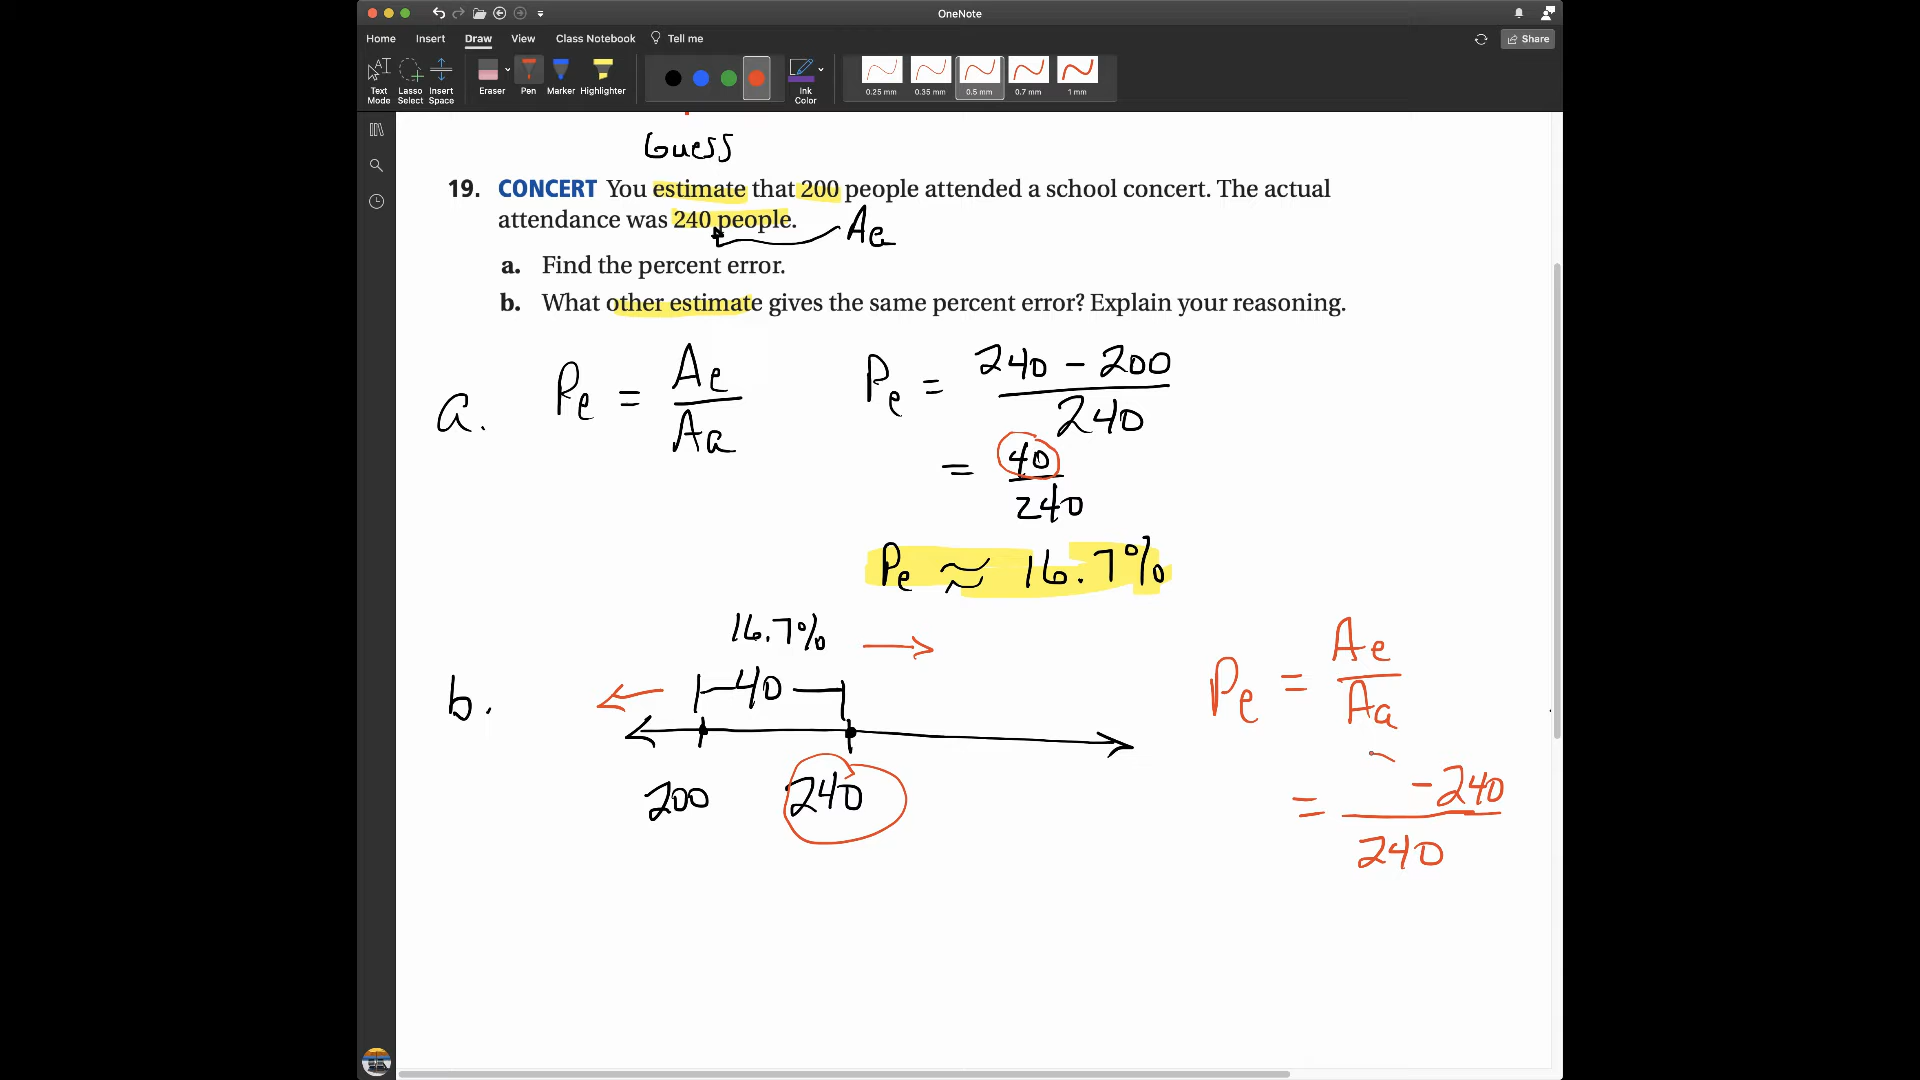 OneNote
Home Insert Draw View Class Notebook Tell me Share
Text Mode Lasso Select Insert Space Eraser Pen Marker Highlighter Ink Color 0.25 mm 0.35 mm 0.5 mm 0.7 mm 1 mm
Guess
19. CONCERT You estimate that 200 people attended a school concert. The actual
attendance was 240 people.
Aa
a. Find the percent error.
b. What other estimate gives the same percent error? Explain your reasoning.
a. Pe = Ae / Aa
Pe = 240 - 200 / 240
= 40 / 240
Pe ≈ 16.7%
b.
16.7%
40
200 240
Pe = Ae / Aa
= - 240 / 240